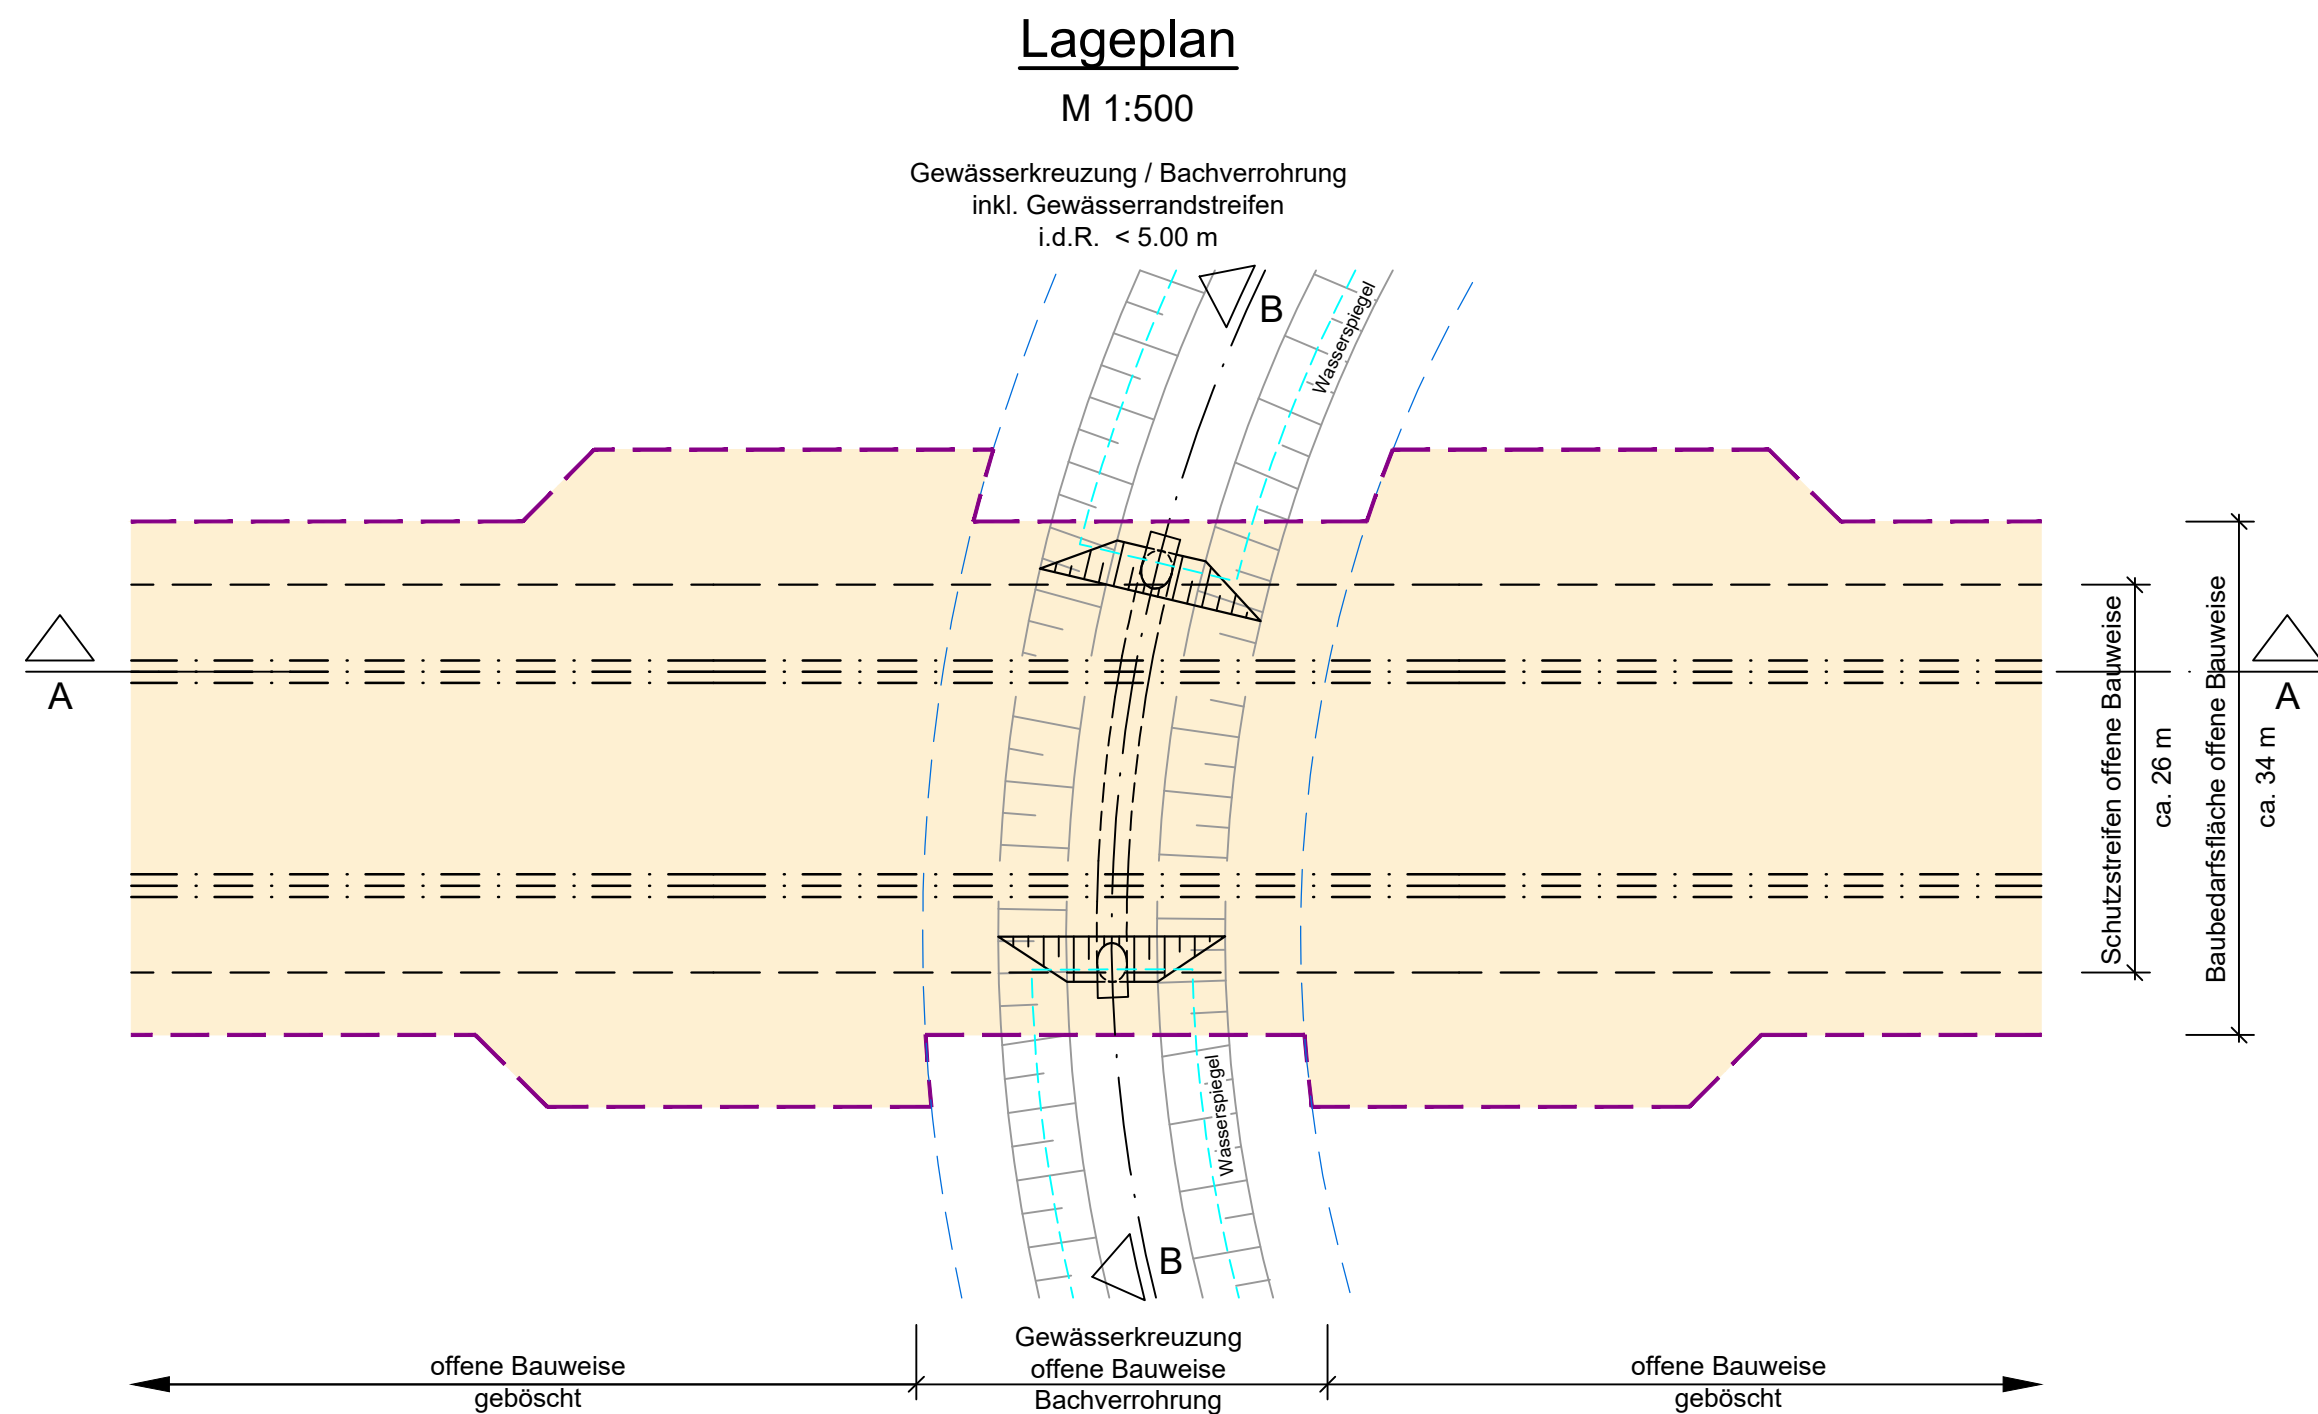 Lageplan
M 1:500
Gewässerkreuzung / Bachverrohrung
inkl. Gewässerrandstreifen
i.d.R. < 5.00 m
B
Wasserspiegel
A
A
Schutzstreifen offene Bauweise
ca. 26 m
Baubedarfsfläche offene Bauweise
ca. 34 m
Wasserspiegel
B
offene Bauweise
geböscht
Gewässerkreuzung
offene Bauweise
Bachverrohrung
offene Bauweise
geböscht